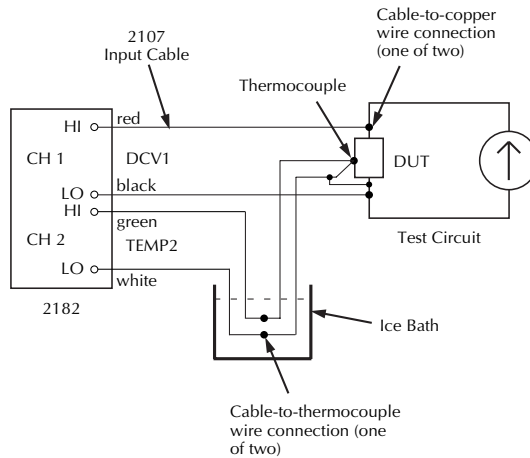 Cable-to-copper
wire connection
(one of two)
2107
Input Cable
Thermocouple
HI
red
CH 1
DCV1
DUT
LO
black
HI
green
CH 2
TEMP2
Test Circuit
LO
white
2182
Ice Bath
Cable-to-thermocouple
wire connection (one
of two)